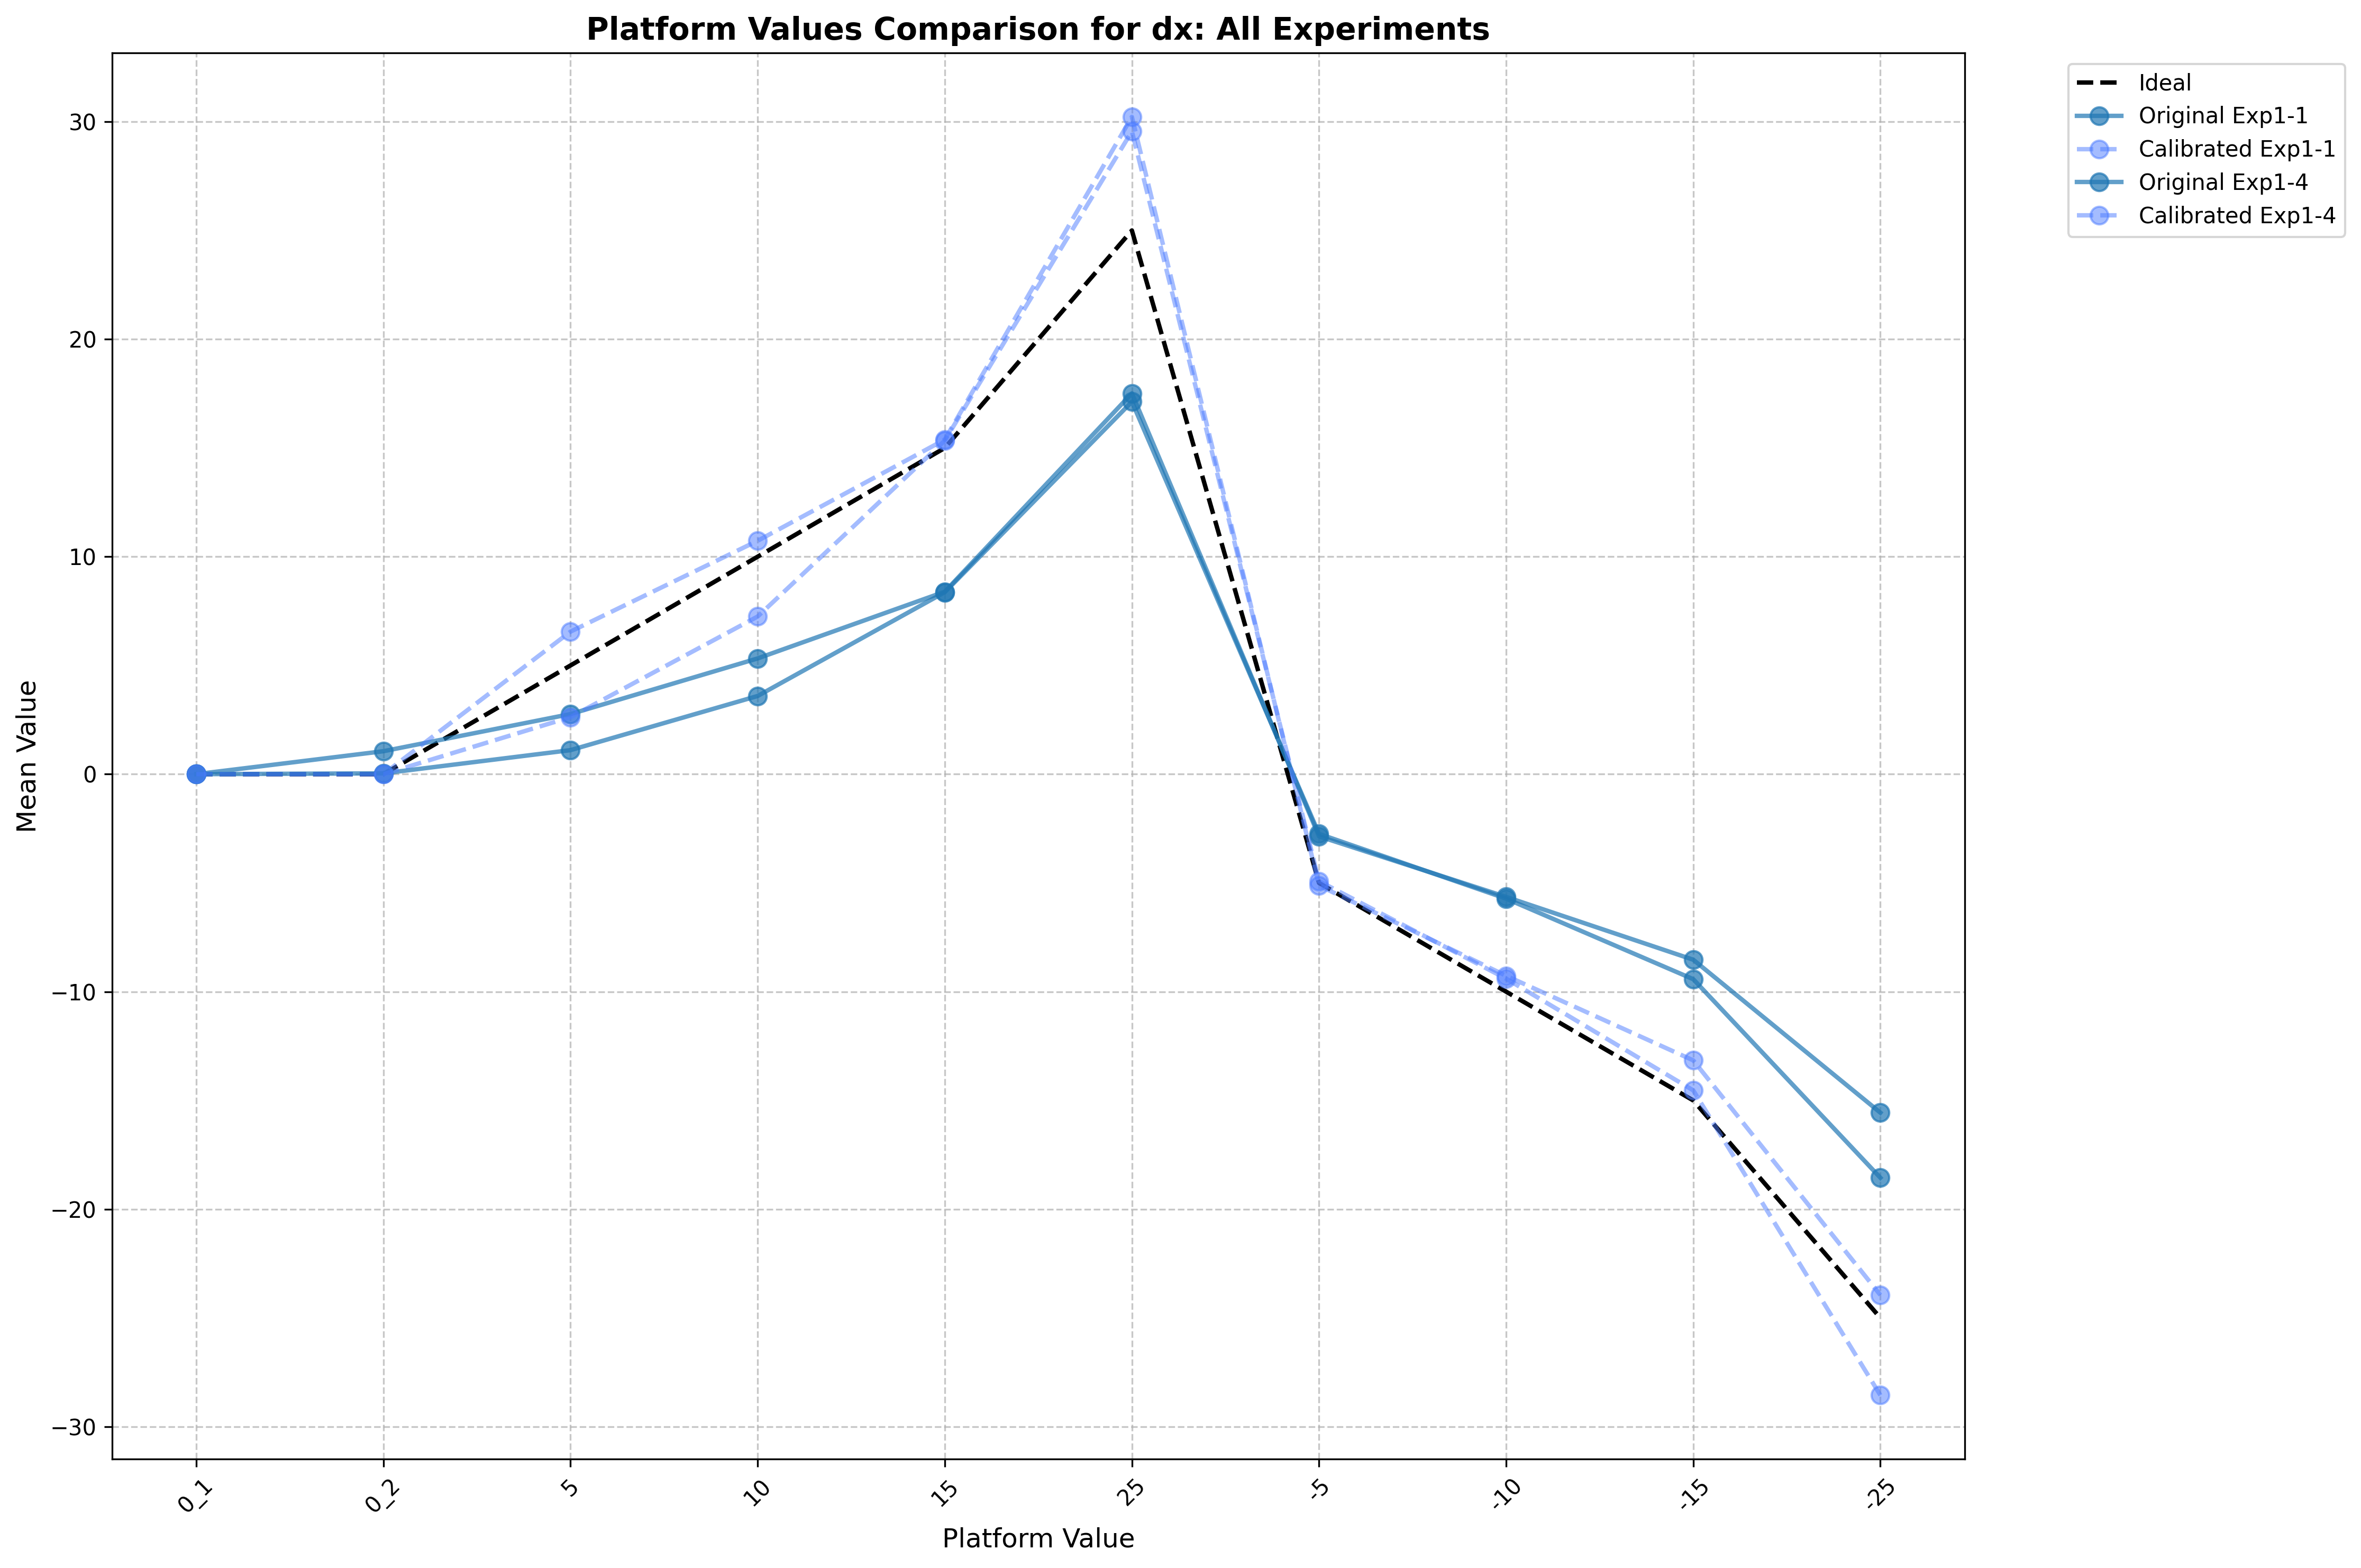 Platform Values Comparison for dx: All Experiments
Ideal
Original Exp1-1
Calibrated Exp1-1
Original Exp1-4
Calibrated Exp1-4
Mean Value
30
20
10
0
−10
−20
−30
0_1
0_2
5
10
15
25
-5
-10
-15
-25
Platform Value